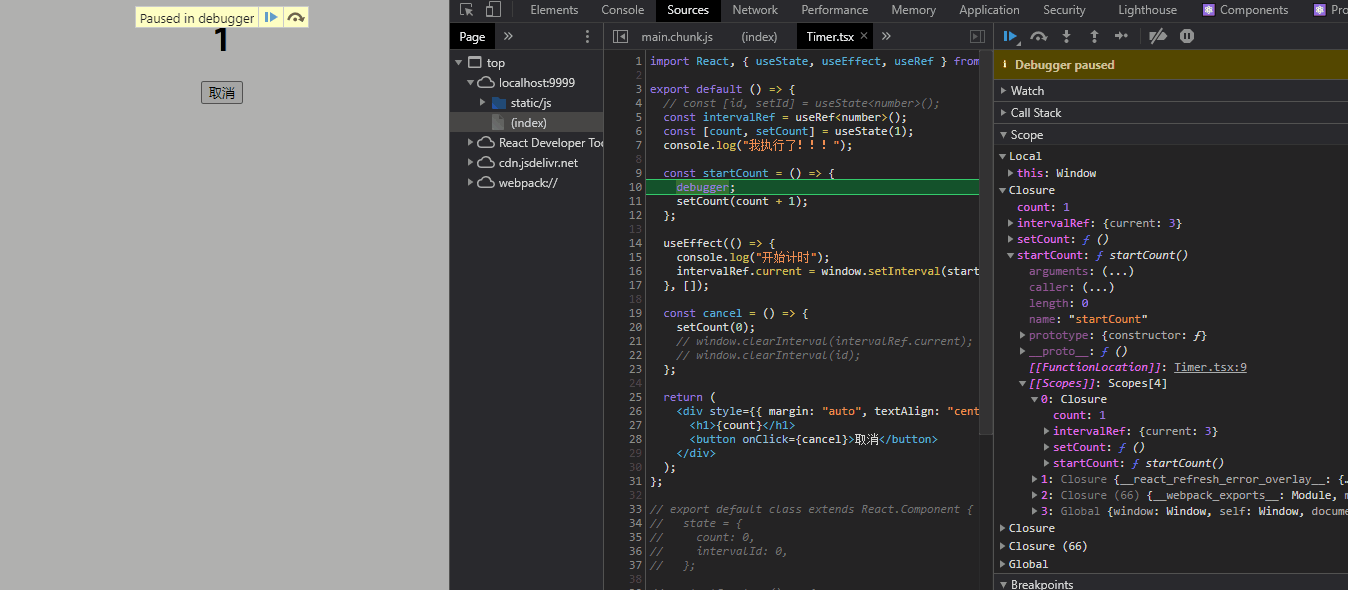 Paused in debugger
1
取消
Elements Console Sources Network Performance Memory Application Security Lighthouse Components Pro
Page » main.chunk.js (index) Timer.tsx × »
top
localhost:9999
static/js
(index)
React Developer Too
cdn.jsdelivr.net
webpack://
1 import React, { useState, useEffect, useRef } from
2
3 export default () => {
4 // const [id, setId] = useState<number>();
5 const intervalRef = useRef<number>();
6 const [count, setCount] = useState(1);
7 console.log("我执行了！！！");
8
9 const startCount = () => {
10 debugger;
11 setCount(count + 1);
12 };
13
14 useEffect(() => {
15 console.log("开始计时");
16 intervalRef.current = window.setInterval(start
17 }, []);
18
19 const cancel = () => {
20 setCount(0);
21 // window.clearInterval(intervalRef.current);
22 // window.clearInterval(id);
23 };
24
25 return (
26 <div style={{ margin: "auto", textAlign: "cent
27 <h1>{count}</h1>
28 <button onClick={cancel}>取消</button>
29 </div>
30 );
31 };
32
33 // export default class extends React.Component {
34 // state = {
35 // count: 0,
36 // intervalId: 0,
37 // };
38
Debugger paused
Watch
Call Stack
Scope
Local
this: Window
Closure
count: 1
intervalRef: {current: 3}
setCount: ƒ ()
startCount: ƒ startCount()
arguments: (...)
caller: (...)
length: 0
name: "startCount"
prototype: {constructor: ƒ}
__proto__: ƒ ()
[[FunctionLocation]]: Timer.tsx:9
[[Scopes]]: Scopes[4]
0: Closure
count: 1
intervalRef: {current: 3}
setCount: ƒ ()
startCount: ƒ startCount()
1: Closure {__react_refresh_error_overlay__: {…
2: Closure (66) {__webpack_exports__: Module, m
3: Global {window: Window, self: Window, docume
Closure
Closure (66)
Global
Breakpoints